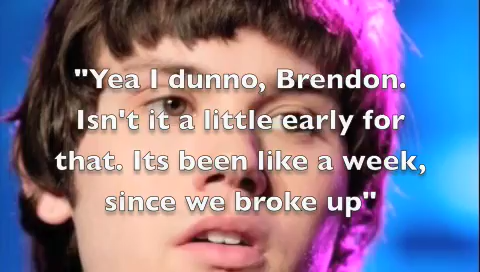 "Yea I dunno, Brendon.
Isn't it a little early for
that. Its been like a week,
since we broke up"